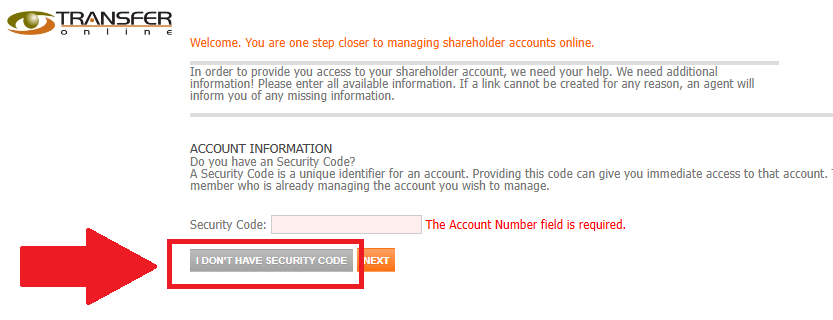 TRANSFER
online
Welcome. You are one step closer to managing shareholder accounts online.
In order to provide you access to your shareholder account, we need your help. We need additional
information! Please enter all available information. If a link cannot be created for any reason, an agent will
inform you of any missing information.
ACCOUNT INFORMATION
Do you have an Security Code?
A Security Code is a unique identifier for an account. Providing this code can give you immediate access to that account.
member who is already managing the account you wish to manage.
Security Code: The Account Number field is required.
I DON'T HAVE SECURITY CODE NEXT